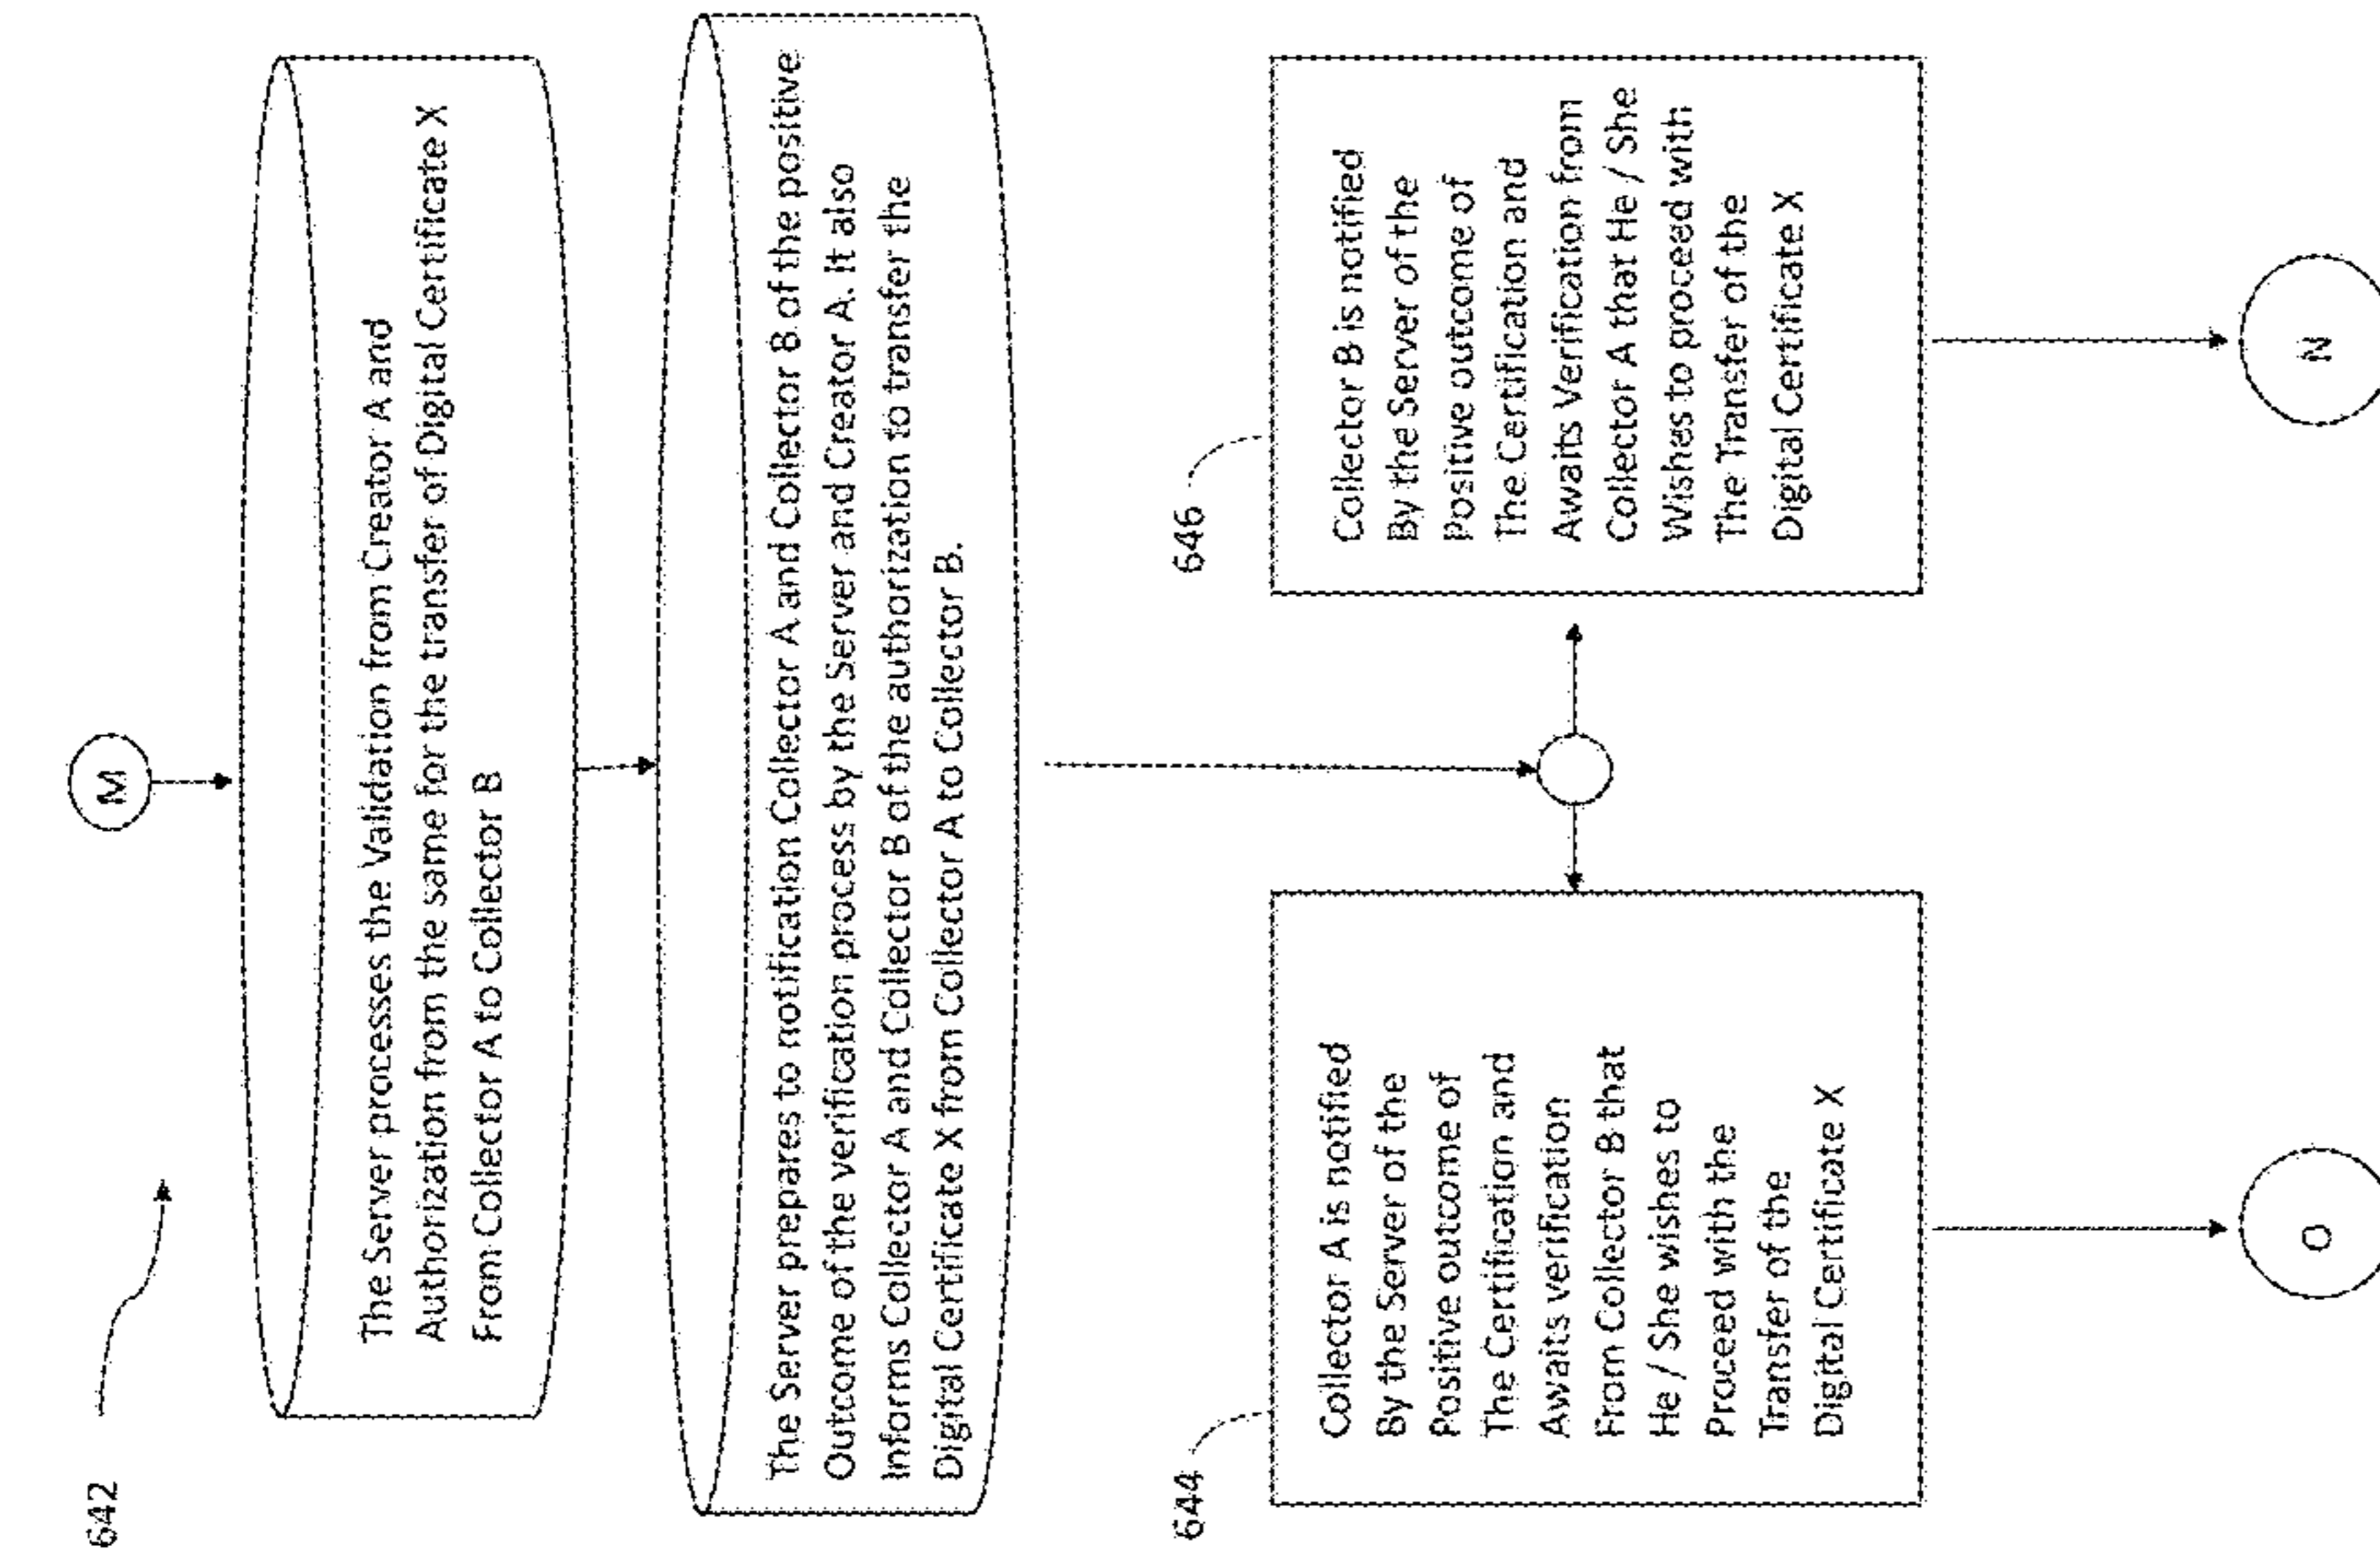 642
M
The Server processes the Validation from Creator A and
Authorization from the same for the transfer of Digital Certificate X
From Collector A to Collector B
The Server prepares to notification Collector A and Collector B of the positive
Outcome of the verification process by the Server and Creator A. It also
Informs Collector A and Collector B of the authorization to transfer the
Digital Certificate X from Collector A to Collector B.
644
Collector A is notified
By the Server of the
Positive outcome of
The Certification and
Awaits verification
From Collector B that
He / She wishes to
Proceed with the
Transfer of the
Digital Certificate X
O
646
Collector B is notified
By the Server of the
Positive outcome of
The Certification and
Awaits Verification from
Collector A that He / She
Wishes to proceed with
The Transfer of the
Digital Certificate X
N